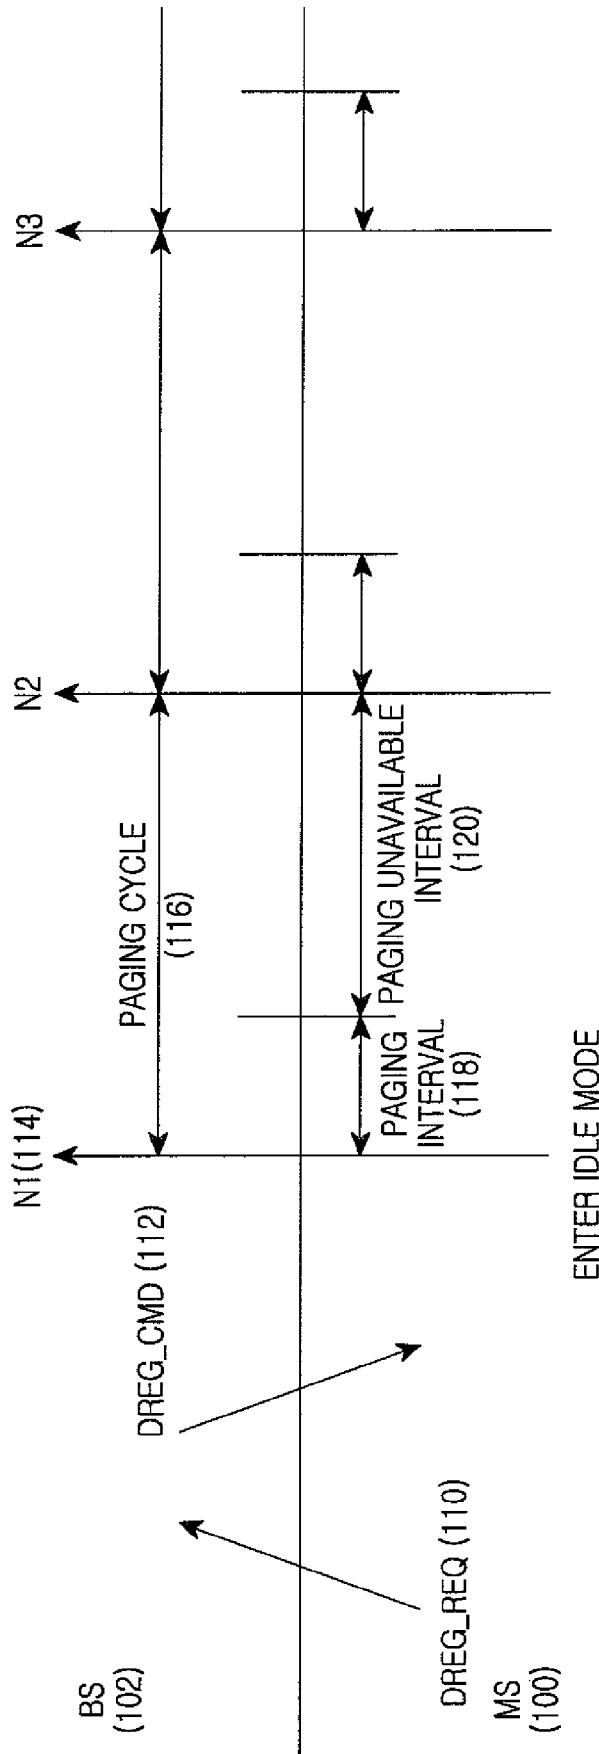 BS
(102)
DREG_REQ (110)
MS
(100)
DREG_CMD (112)
N1(114)
ENTER IDLE MODE
PAGING CYCLE
(116)
PAGING
INTERVAL
(118)
PAGING UNAVAILABLE
INTERVAL
(120)
N2
N3